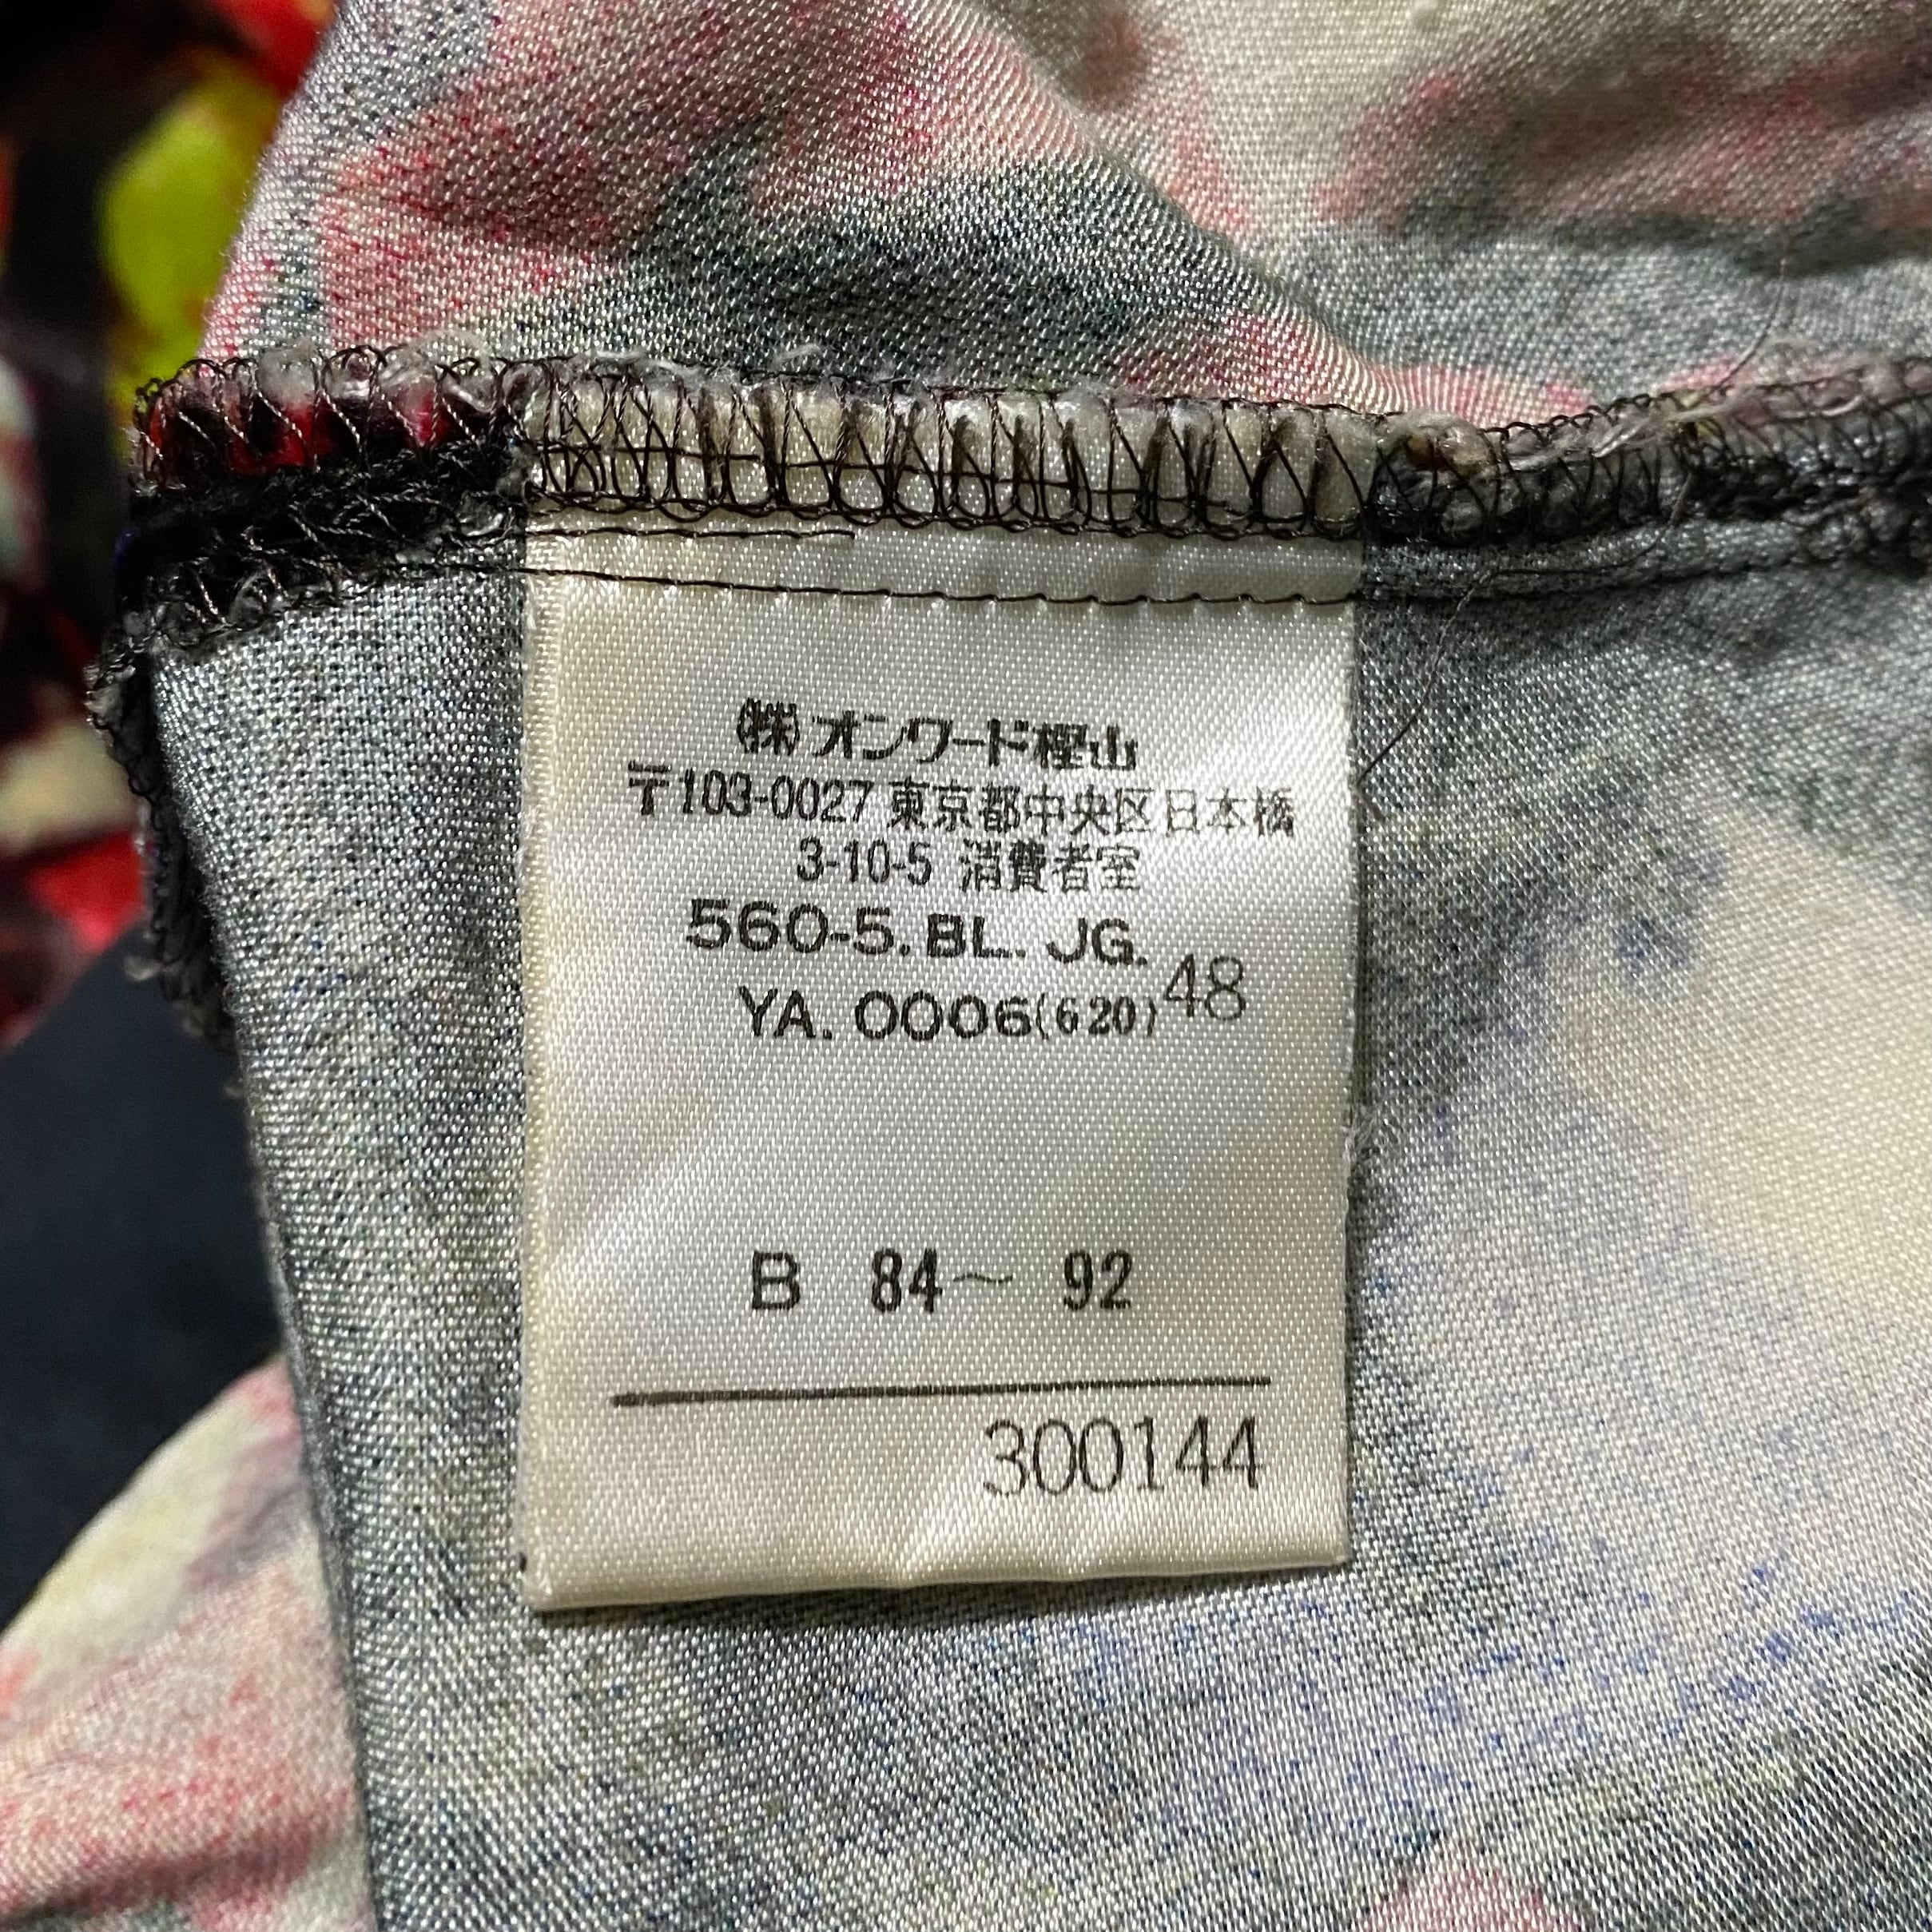 ㈱オンワード樫山
〒103-0027 東京都中央区日本橋
3-10-5 消費者室
560-5. BL. JG.
YA. 0006(620) 48
B 84～ 92
300144